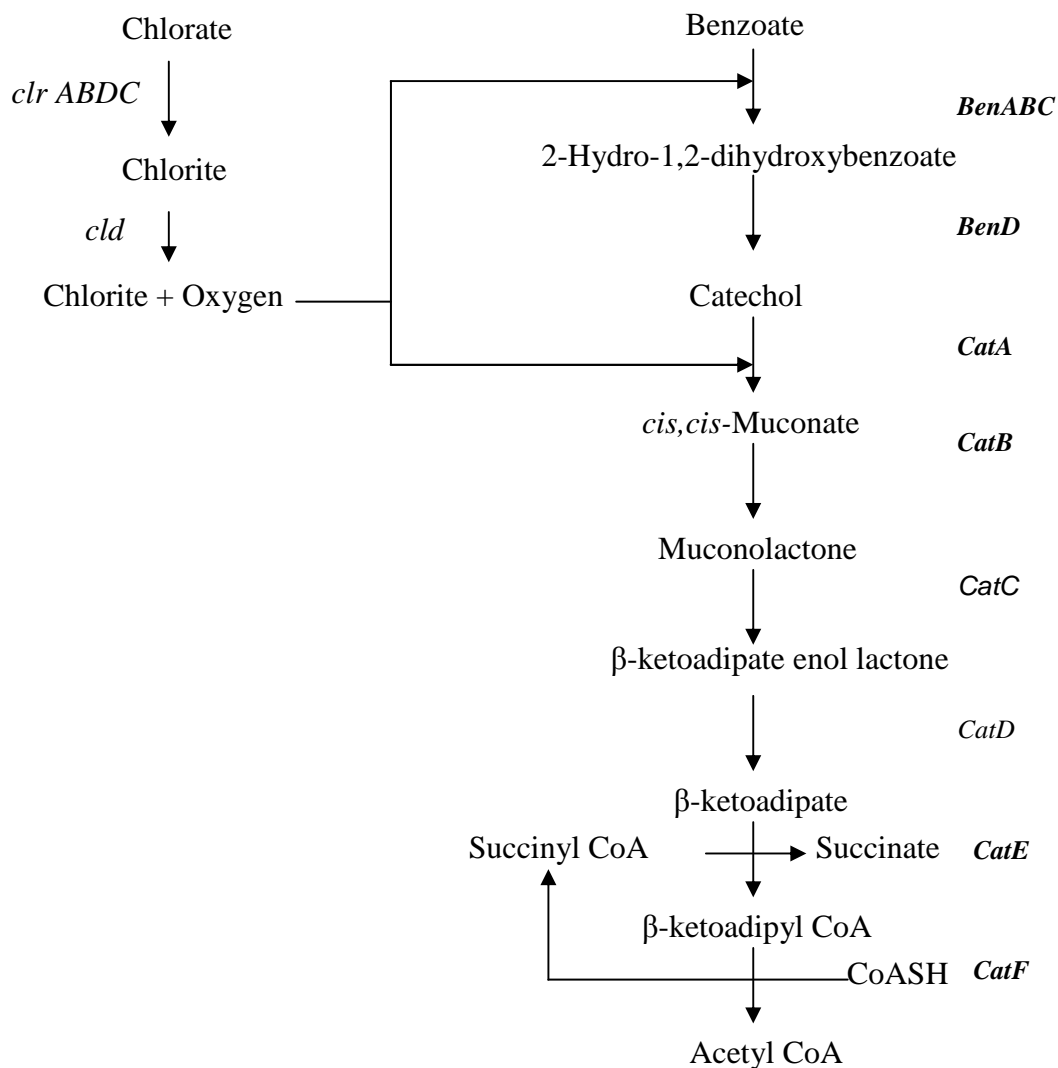 Chlorate
Benzoate
clr ABDC
BenABC
Chlorite
2-Hydro-1,2-dihydroxybenzoate
cld
BenD
Chlorite + Oxygen
Catechol
CatA
cis,cis-Muconate
CatB
Muconolactone
CatC
β-ketoadipate enol lactone
CatD
β-ketoadipate
Succinyl CoA
Succinate
CatE
β-ketoadipyl CoA
CoASH
CatF
Acetyl CoA